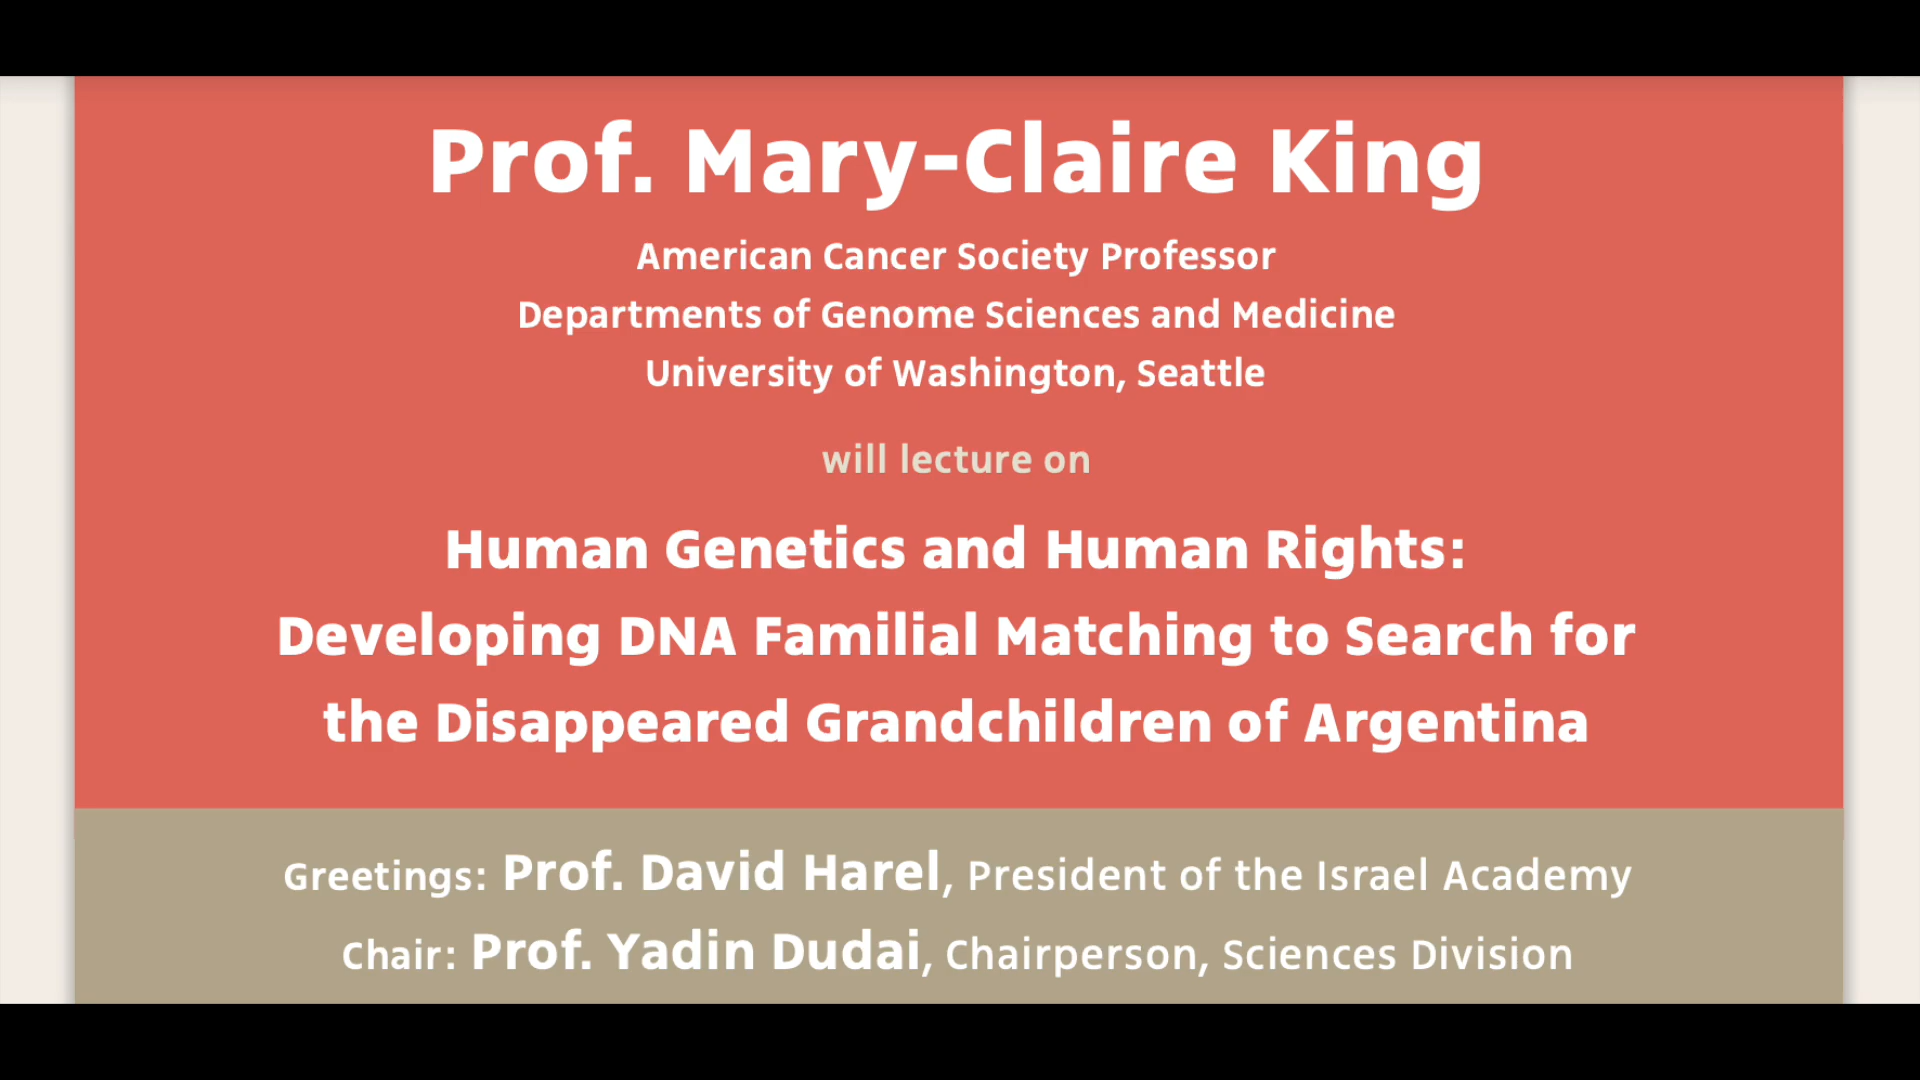 Prof. Mary-Claire King
American Cancer Society Professor
Departments of Genome Sciences and Medicine
University of Washington, Seattle
will lecture on
Human Genetics and Human Rights:
Developing DNA Familial Matching to Search for
the Disappeared Grandchildren of Argentina
Greetings: Prof. David Harel, President of the Israel Academy
Chair: Prof. Yadin Dudai, Chairperson, Sciences Division